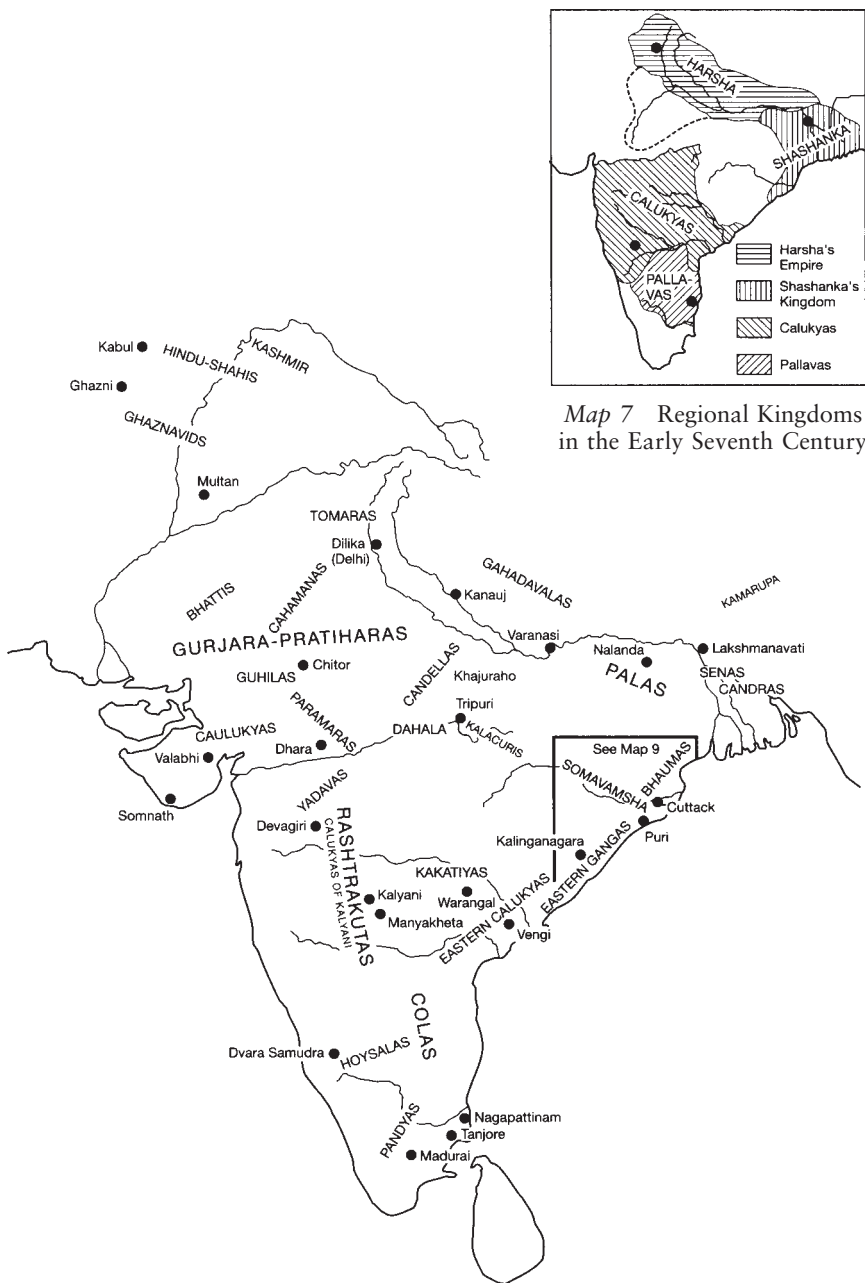 HARSHA
SHASHANKA
CALUKYAS
PALLA-
VAS
Harsha's
Empire
Shashanka's
Kingdom
Calukyas
Pallavas
Map 7 Regional Kingdoms
in the Early Seventh Century
Kabul
HINDU-SHAHIS
KASHMIR
Ghazni
GHAZNAVIDS
Multan
TOMARAS
Dilika
(Delhi)
BHATTIS
CAHAMANAS
Kanauj
GAHADAVALAS
KAMARUPA
GURJARA-PRATIHARAS
Varanasi
Nalanda
Lakshmanavati
GUHILAS
Chitor
CANDELLAS
Khajuraho
PALAS
SENAS
CANDRAS
PARAMARAS
Tripuri
CAULUKYAS
DAHALA
KALACURIS
See Map 9
Valabhi
Dhara
SOMAVAMSHA
BHAUMAS
Somnath
YADAVAS
Cuttack
Devagiri
Puri
RASHTRAKUTAS
CALUKYAS OF KALYANI
Kalinganagara
EASTERN GANGAS
KAKATIYAS
Kalyani
Warangal
Manyakheta
EASTERN CALUKYAS
Vengi
COLAS
Dvara Samudra
HOYSALAS
PANDYAS
Nagapattinam
Tanjore
Madurai